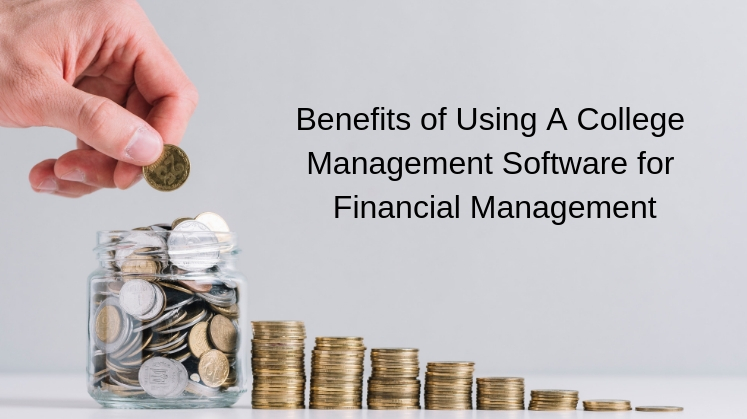 Benefits of Using A College
Management Software for
Financial Management